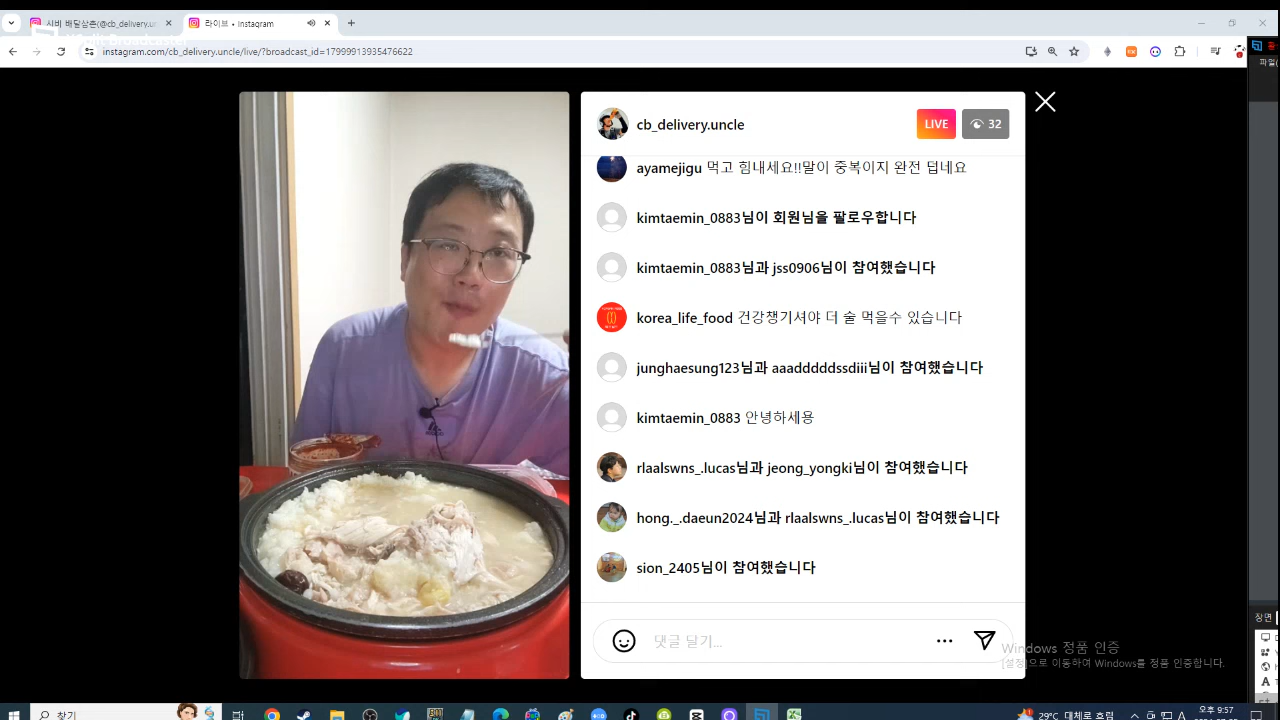 시비 배달삼촌(@cb_delivery.un
라이브 • Instagram
instagram.com/cb_delivery.uncle/live/?broadcast_id=17999913935476622
파일(
cb_delivery.uncle
LIVE
32
ayamejigu 먹고 힘내세요!!말이 중복이지 완전 덥네요
kimtaemin_0883님이 회원님을 팔로우합니다
kimtaemin_0883님과 jss0906님이 참여했습니다
korea_life_food 건강챙기셔야 더 술 먹을수 있습니다
junghaesung123님과 aaadddddssdiii님이 참여했습니다
kimtaemin_0883 안녕하세용
rlaalswns_.lucas님과 jeong_yongki님이 참여했습니다
hong._.daeun2024님과 rlaalswns_.lucas님이 참여했습니다
sion_2405님이 참여했습니다
장면
댓글 달기...
Windows 정품 인증
[설정]으로 이동하여 Windows를 정품 인증합니다.
찾기
29°C 대체로 흐림
오후 9:57